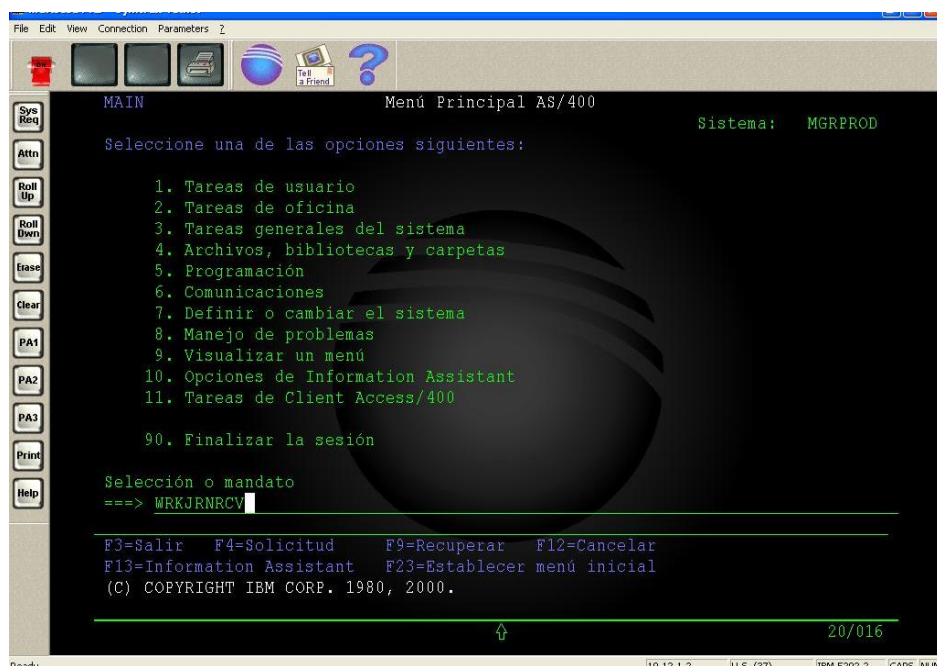 File Edit View Connection Parameters ?
ON
Tell a Friend
Sys Req
Attn
Roll Up
Roll Dwn
Erase
Clear
PA1
PA2
PA3
Print
Help
MAIN Menú Principal AS/400
Sistema: MGRPROD
Seleccione una de las opciones siguientes:
1. Tareas de usuario
2. Tareas de oficina
3. Tareas generales del sistema
4. Archivos, bibliotecas y carpetas
5. Programación
6. Comunicaciones
7. Definir o cambiar el sistema
8. Manejo de problemas
9. Visualizar un menú
10. Opciones de Information Assistant
11. Tareas de Client Access/400
90. Finalizar la sesión
Selección o mandato
===> WRKJRNRCV
F3=Salir F4=Solicitud F9=Recuperar F12=Cancelar
F13=Information Assistant F23=Establecer menú inicial
(C) COPYRIGHT IBM CORP. 1980, 2000.
20/016